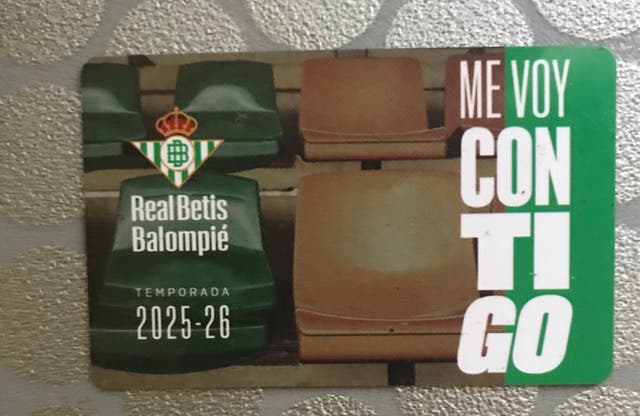 Real Betis
Balompié
TEMPORADA
2025-26
ME VOY
CON
TI
GO